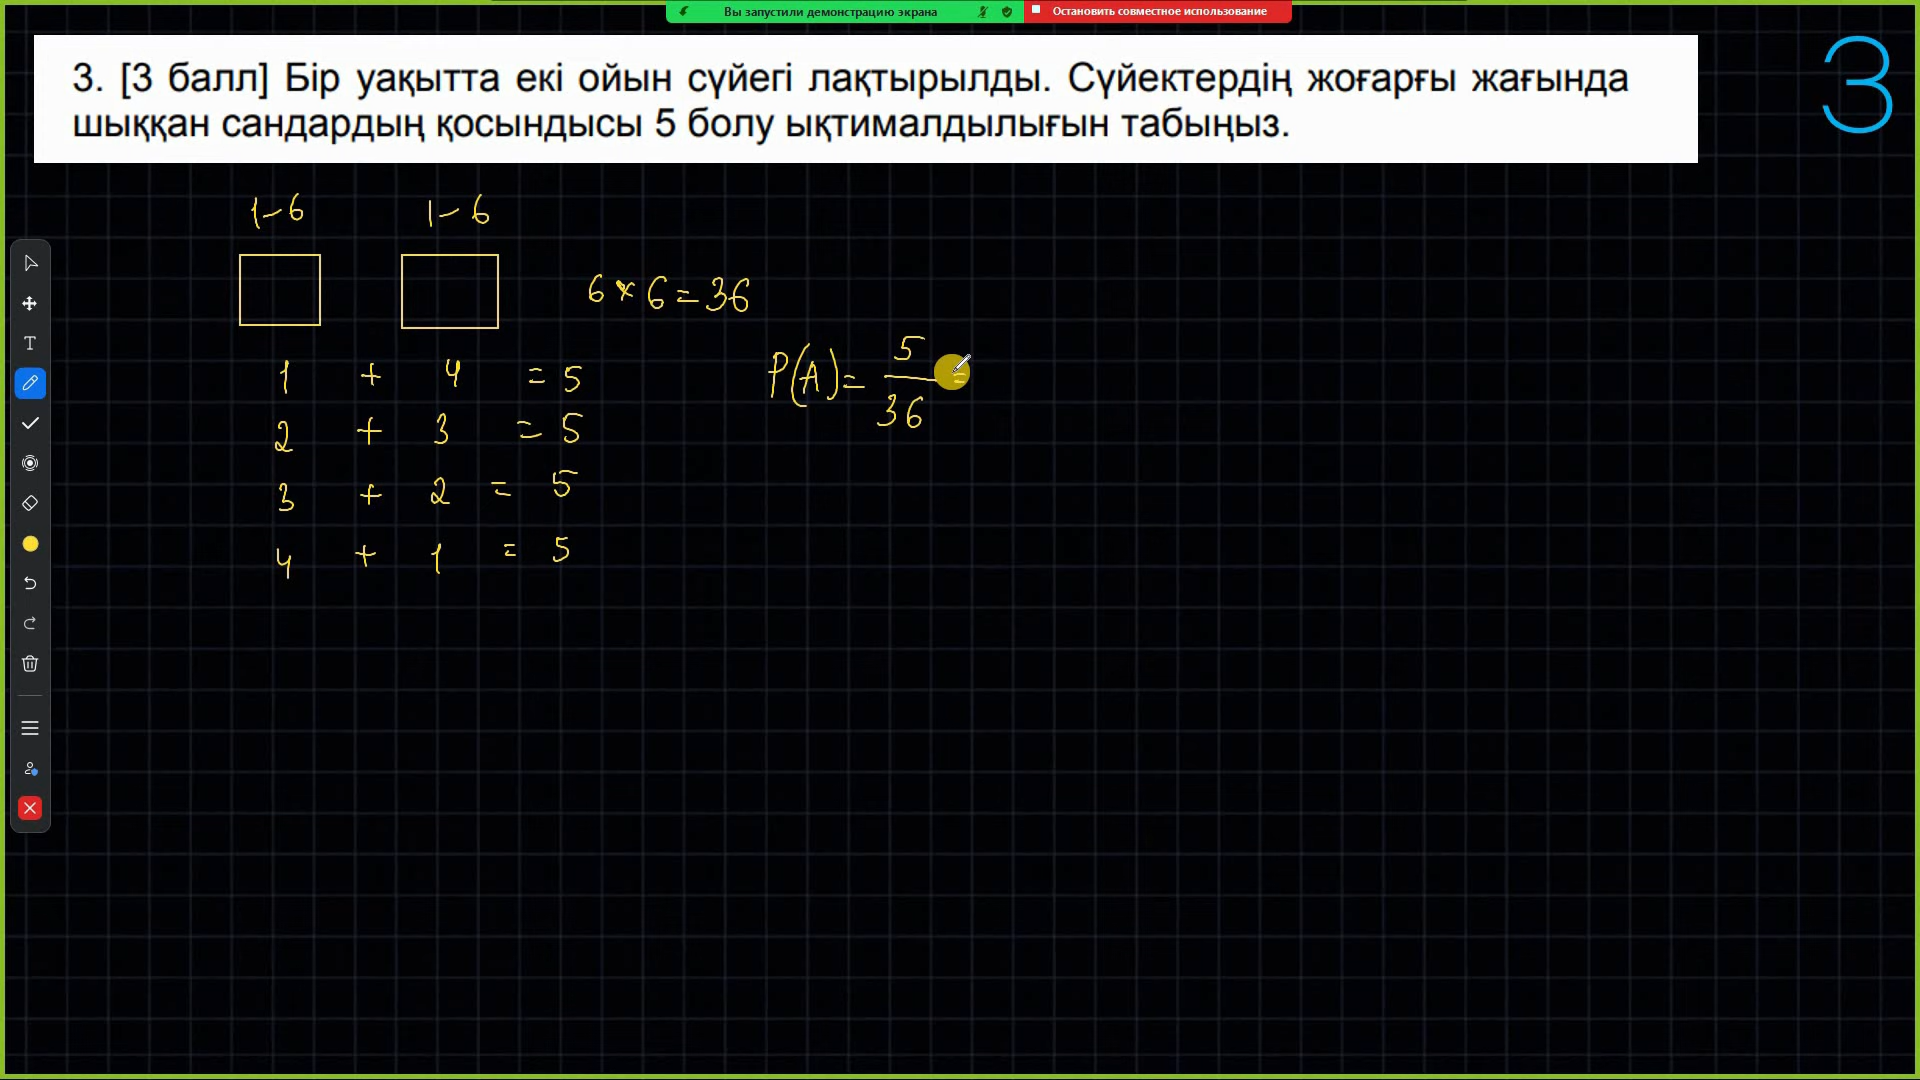 Вы запустили демонстрацию экрана
Остановить совместное использование
3. [3 балл] Бір уақытта екі ойын сүйегі лақтырылды. Сүйектердің жоғарғы жағында
шыққан сандардың қосындысы 5 болу ықтималдылығын табыңыз.
3
1-6 1-6
6 × 6 = 36
1 + 4 = 5
2 + 3 = 5
3 + 2 = 5
4 + 1 = 5
P(A) = 5/36 =
T